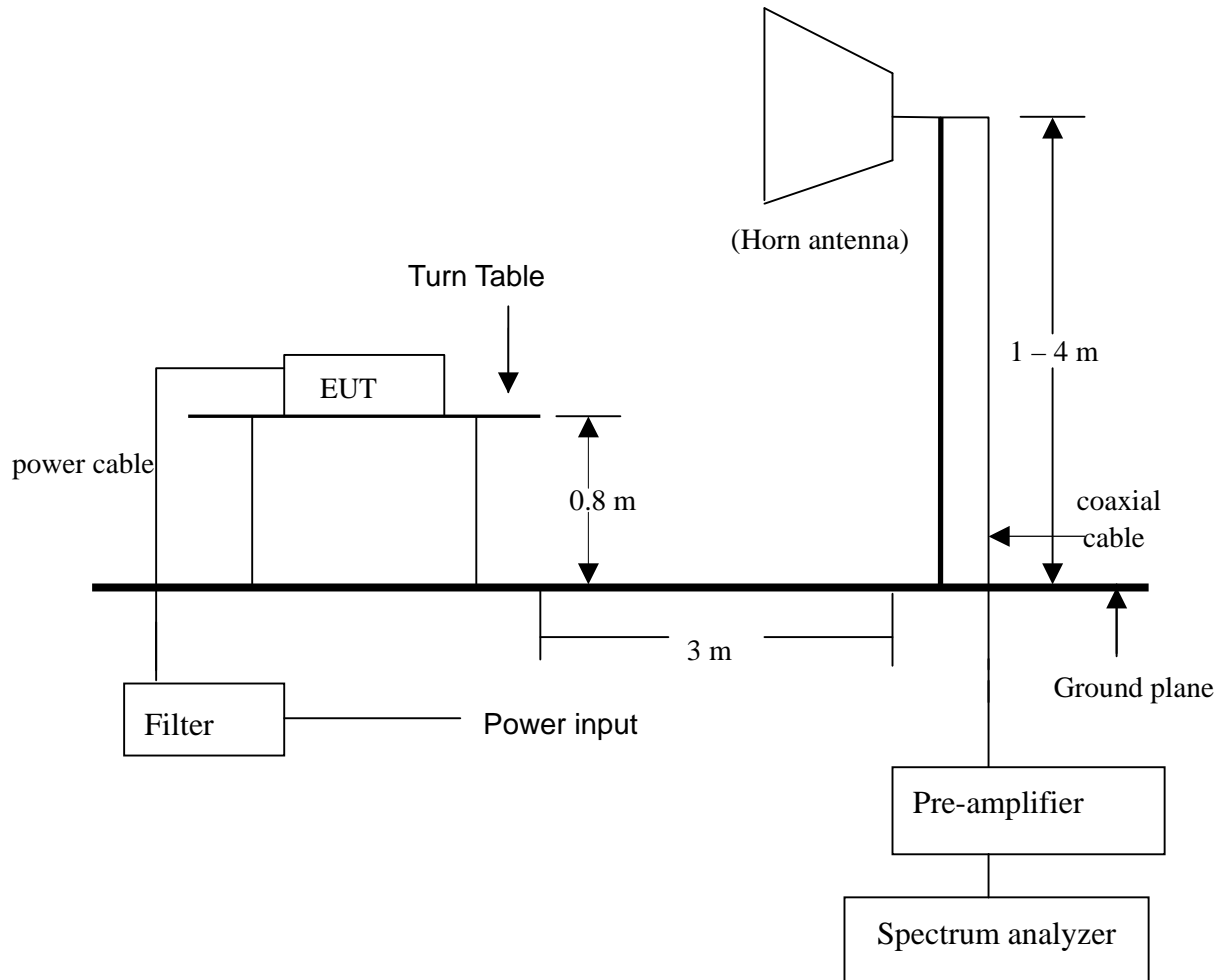 (Horn antenna)
Turn Table
1 – 4 m
EUT
power cable
0.8 m
coaxial
cable
3 m
Ground plane
Filter
Power input
Pre-amplifier
Spectrum analyzer